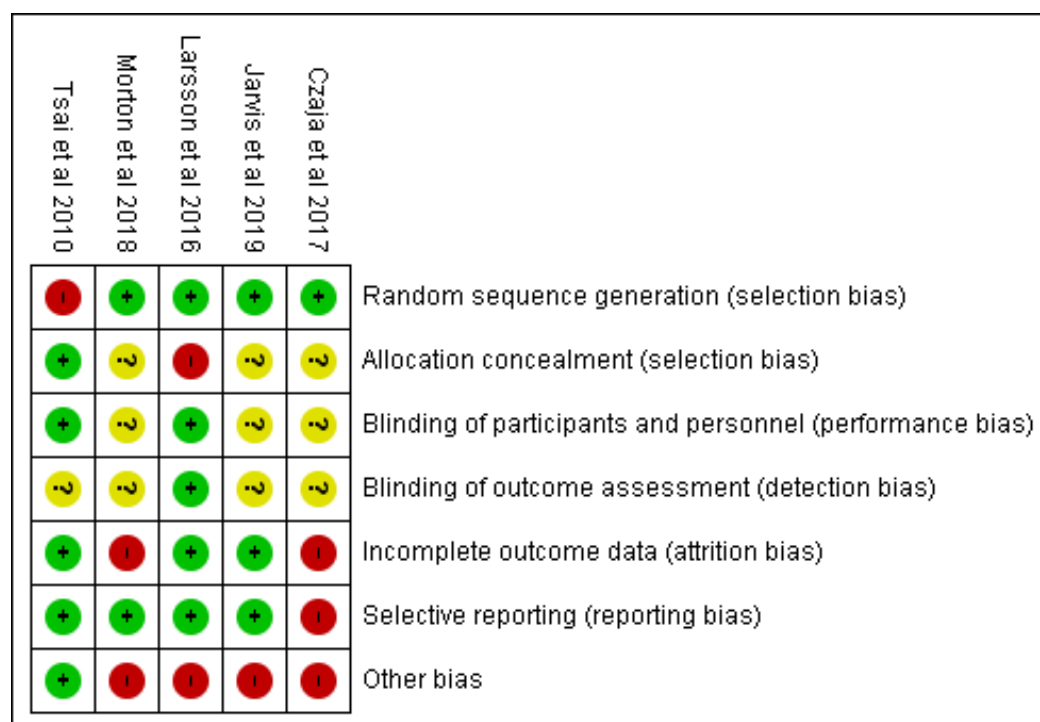 Tsai et al 2010
Morton et al 2018
Larsson et al 2016
Jarvis et al 2019
Czaja et al 2017
- + + + + Random sequence generation (selection bias)
+ ? - ? ? Allocation concealment (selection bias)
+ ? + ? ? Blinding of participants and personnel (performance bias)
? ? + ? ? Blinding of outcome assessment (detection bias)
+ - + + - Incomplete outcome data (attrition bias)
+ + + + - Selective reporting (reporting bias)
+ - - - - Other bias